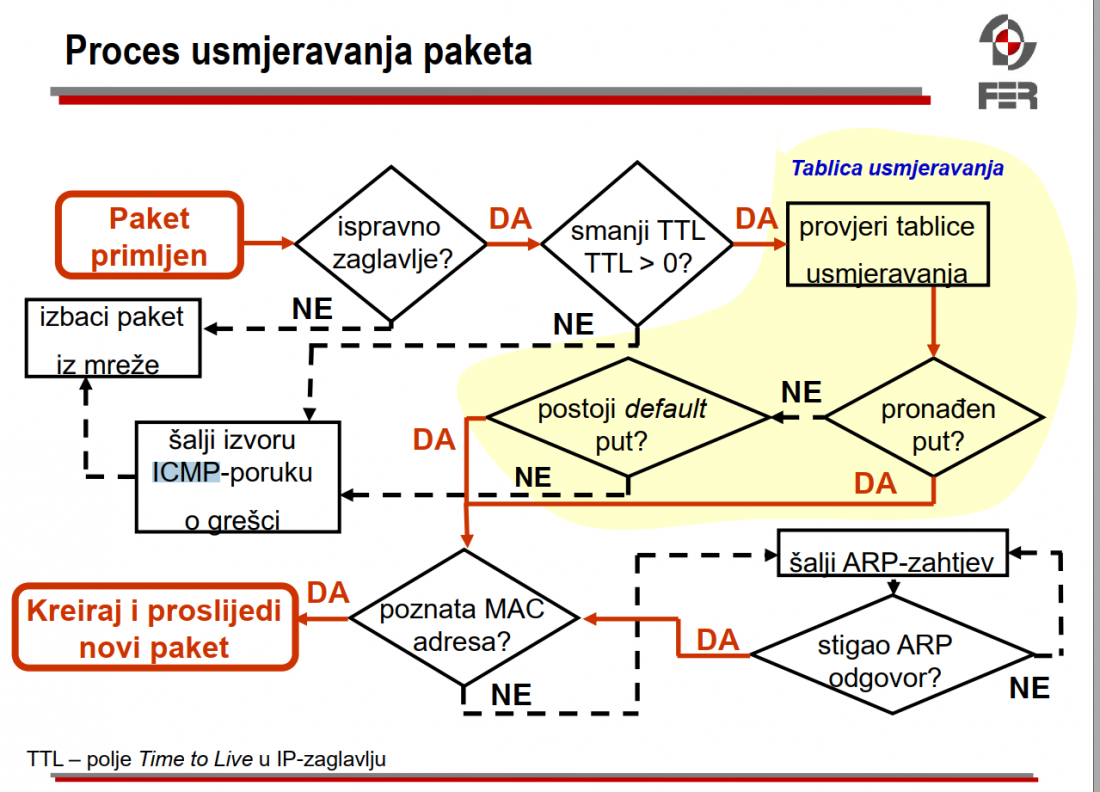 Proces usmjeravanja paketa
FER
Tablica usmjeravanja
Paket
primljen
ispravno
zaglavlje?
DA
smanji TTL
TTL > 0?
DA
provjeri tablice
usmjeravanja
NE
NE
izbaci paket
iz mreže
postoji default
put?
NE
pronađen
put?
DA
DA
NE
šalji izvoru
ICMP-poruku
o grešci
šalji ARP-zahtjev
Kreiraj i proslijedi
novi paket
DA
poznata MAC
adresa?
NE
DA
stigao ARP
odgovor?
NE
TTL – polje Time to Live u IP-zaglavlju